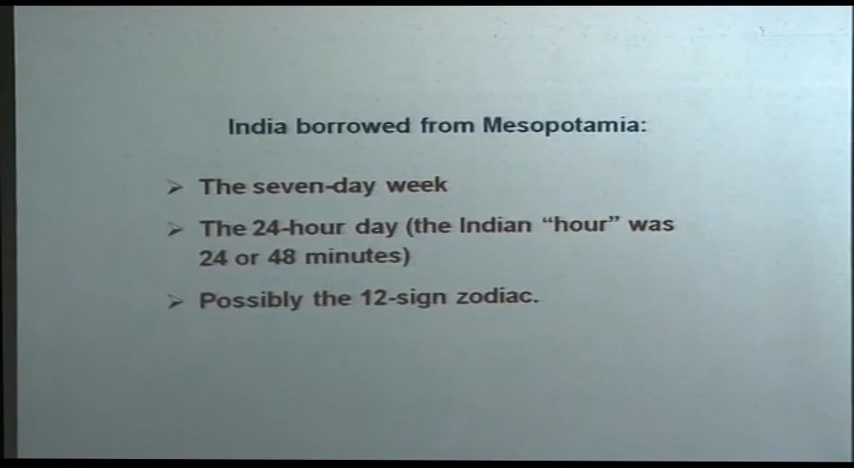 India borrowed from Mesopotamia:
➢ The seven-day week
➢ The 24-hour day (the Indian “hour” was
24 or 48 minutes)
➢ Possibly the 12-sign zodiac.